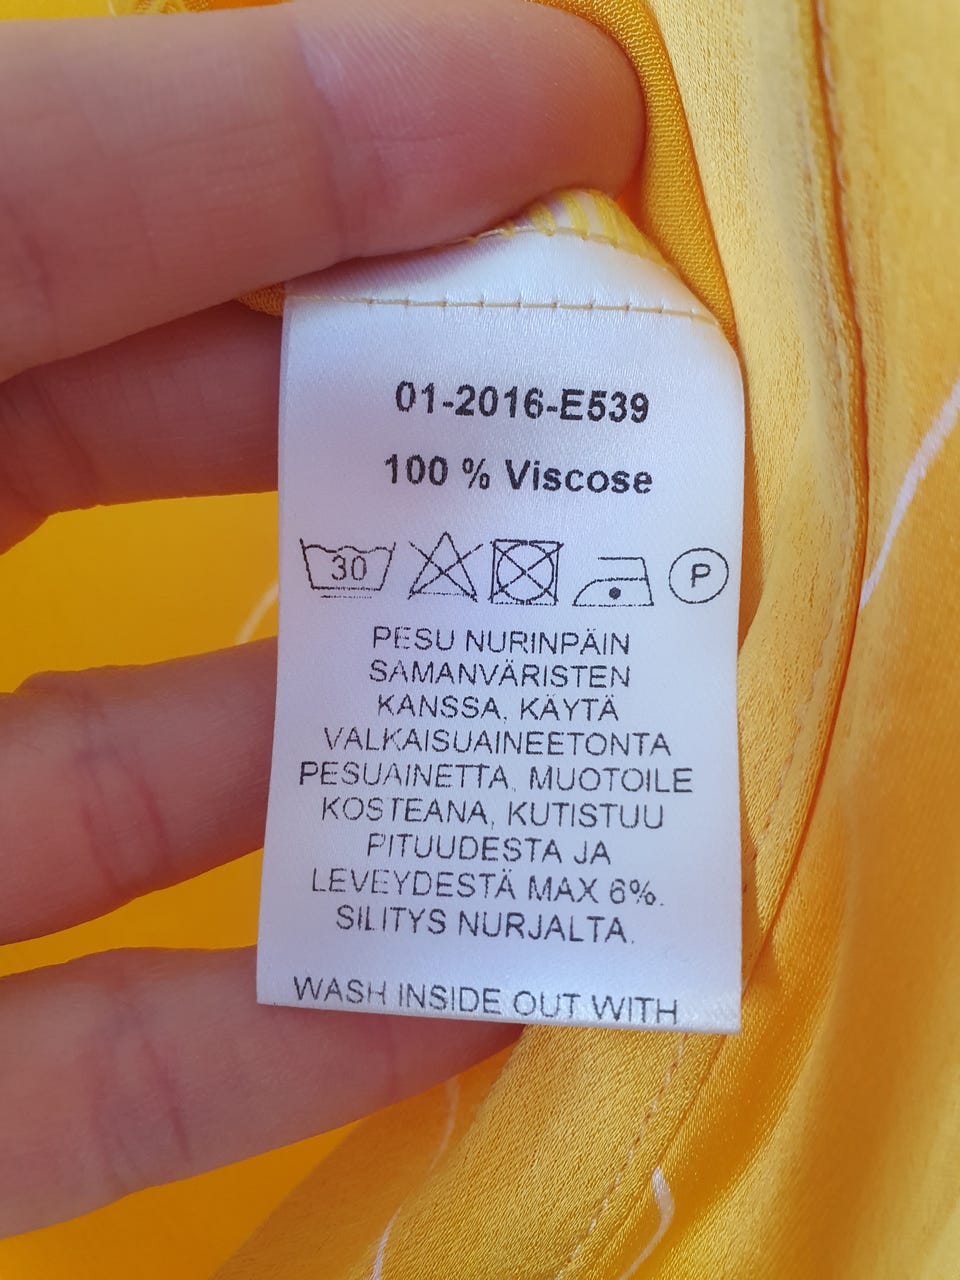 01-2016-E539
100 % Viscose
30 P
PESU NURINPÄIN
SAMANVÄRISTEN
KANSSA, KÄYTÄ
VALKAISUAINEETONTA
PESUAINETTA, MUOTOILE
KOSTEANA, KUTISTUU
PITUUDESTA JA
LEVEYDESTÄ MAX 6%.
SILITYS NURJALTA.
WASH INSIDE OUT WITH